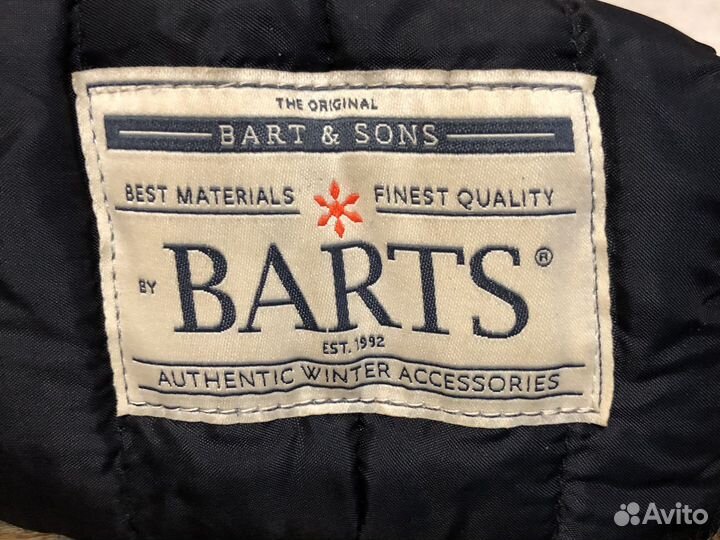 THE ORIGINAL
BART & SONS
BEST MATERIALS FINEST QUALITY
BY BARTS®
EST. 1992
AUTHENTIC WINTER ACCESSORIES
Avito